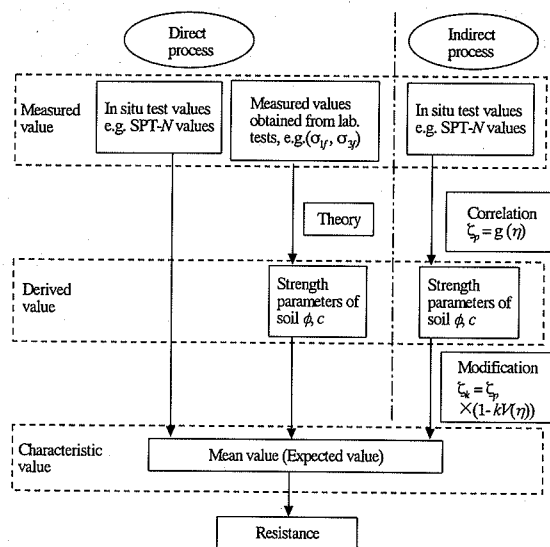 Direct
process
Indirect
process
Measured
value
In situ test values
e.g. SPT-N values
Measured values
obtained from lab.
tests, e.g.(σ1f, σ3f)
In situ test values
e.g. SPT-N values
Theory
Correlation
ζp = g (η)
Derived
value
Strength
parameters of
soil ϕ, c
Strength
parameters of
soil ϕ, c
Modification
ζk = ζp
×(1- kV(η))
Characteristic
value
Mean value (Expected value)
Resistance